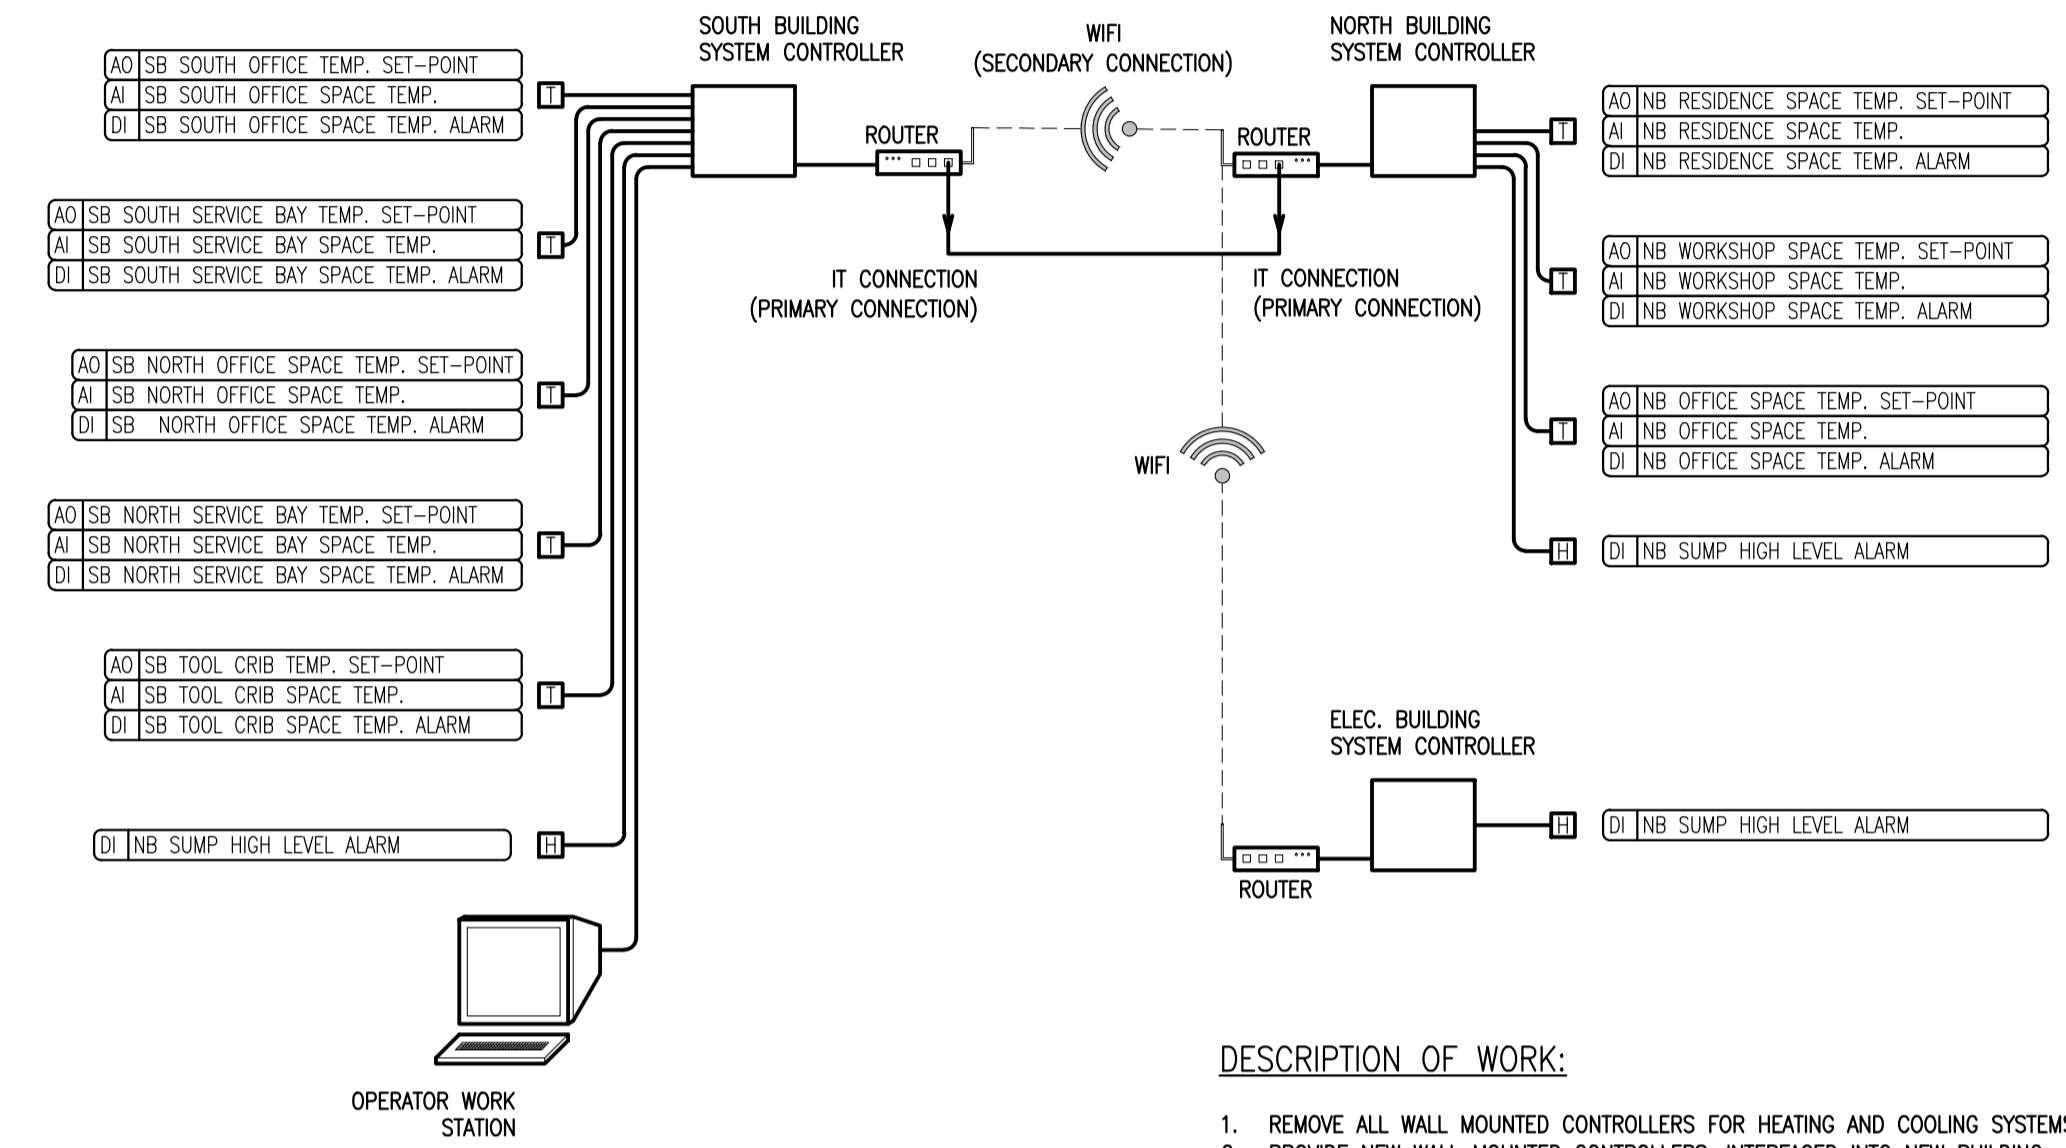 SOUTH BUILDING
SYSTEM CONTROLLER
WIFI
(SECONDARY CONNECTION)
NORTH BUILDING
SYSTEM CONTROLLER
AO SB SOUTH OFFICE TEMP. SET-POINT
AI SB SOUTH OFFICE SPACE TEMP.
DI SB SOUTH OFFICE SPACE TEMP. ALARM
T
ROUTER
ROUTER
T
AO NB RESIDENCE SPACE TEMP. SET-POINT
AI NB RESIDENCE SPACE TEMP.
DI NB RESIDENCE SPACE TEMP. ALARM
AO SB SOUTH SERVICE BAY TEMP. SET-POINT
AI SB SOUTH SERVICE BAY SPACE TEMP.
DI SB SOUTH SERVICE BAY SPACE TEMP. ALARM
T
IT CONNECTION
(PRIMARY CONNECTION)
IT CONNECTION
(PRIMARY CONNECTION)
T
AO NB WORKSHOP SPACE TEMP. SET-POINT
AI NB WORKSHOP SPACE TEMP.
DI NB WORKSHOP SPACE TEMP. ALARM
AO SB NORTH OFFICE SPACE TEMP. SET-POINT
AI SB NORTH OFFICE SPACE TEMP.
DI SB NORTH OFFICE SPACE TEMP. ALARM
T
T
AO NB OFFICE SPACE TEMP. SET-POINT
AI NB OFFICE SPACE TEMP.
DI NB OFFICE SPACE TEMP. ALARM
WIFI
AO SB NORTH SERVICE BAY TEMP. SET-POINT
AI SB NORTH SERVICE BAY SPACE TEMP.
DI SB NORTH SERVICE BAY SPACE TEMP. ALARM
T
H
DI NB SUMP HIGH LEVEL ALARM
AO SB TOOL CRIB TEMP. SET-POINT
AI SB TOOL CRIB SPACE TEMP.
DI SB TOOL CRIB SPACE TEMP. ALARM
T
ELEC. BUILDING
SYSTEM CONTROLLER
DI NB SUMP HIGH LEVEL ALARM
H
H
DI NB SUMP HIGH LEVEL ALARM
ROUTER
OPERATOR WORK
STATION
DESCRIPTION OF WORK:
1. REMOVE ALL WALL MOUNTED CONTROLLERS FOR HEATING AND COOLING SYSTEMS